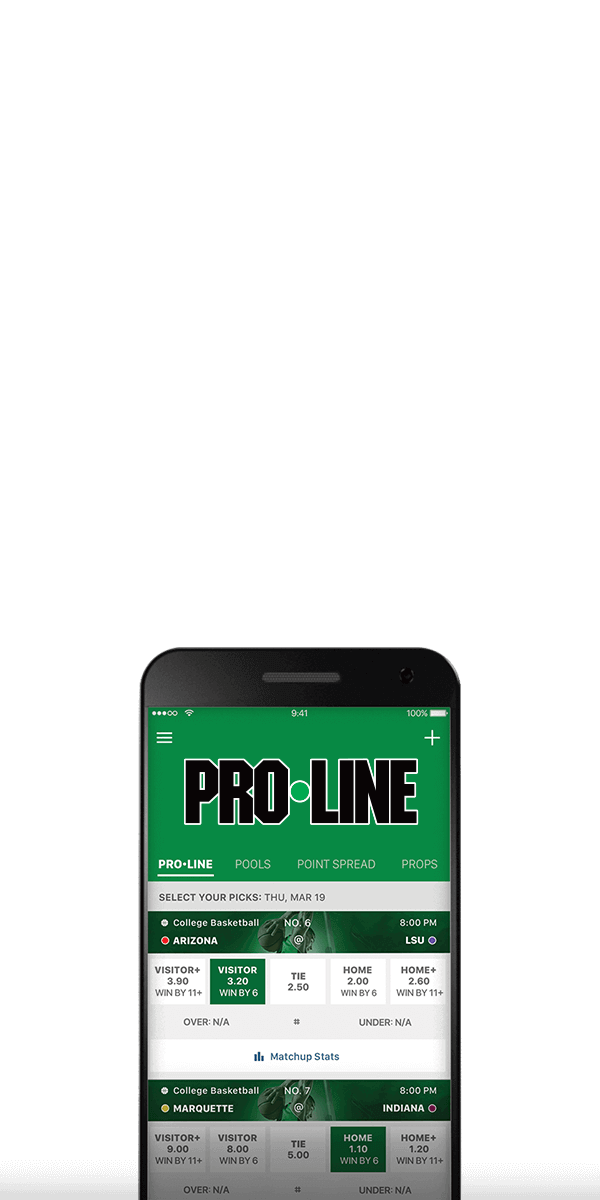 9:41
100%
PRO•LINE
PRO•LINE POOLS POINT SPREAD PROPS
SELECT YOUR PICKS: THU, MAR 19
College Basketball NO. 6 8:00 PM
ARIZONA @ LSU
VISITOR+ VISITOR TIE HOME HOME+
3.90 3.20 2.50 2.00 2.60
WIN BY 11+ WIN BY 6 WIN BY 6 WIN BY 11+
OVER: N/A # UNDER: N/A
Matchup Stats
College Basketball NO. 7 8:00 PM
MARQUETTE @ INDIANA
VISITOR+ VISITOR TIE HOME HOME+
9.00 8.00 5.00 1.10 1.20
WIN BY 11+ WIN BY 6 WIN BY 6 WIN BY 11+
OVER: N/A # UNDER: N/A